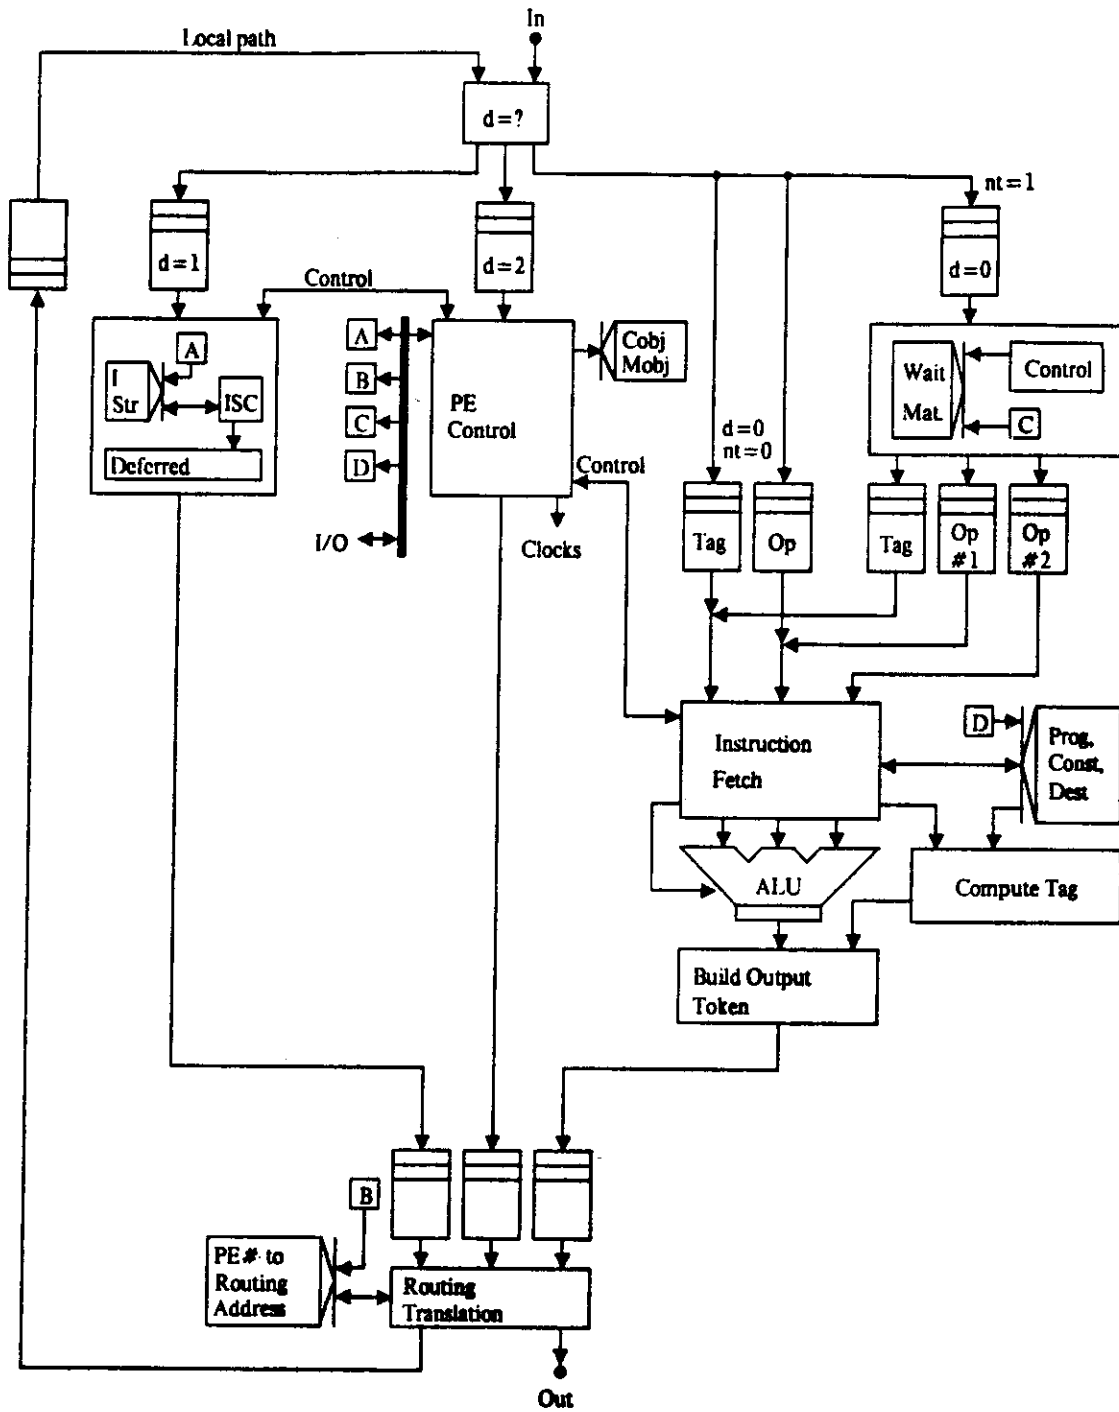 In
Local path
d = ?
nt = 1
d = 1
d = 2
d = 0
Control
A
I
Str
ISC
Deferred
A
B
C
D
I/O
PE
Control
Cobj
Mobj
Control
Clocks
d = 0
nt = 0
Wait
Mat.
Control
C
Tag
Op
Tag
Op
#1
Op
#2
Instruction
Fetch
D
Prog,
Const,
Dest
ALU
Compute Tag
Build Output
Token
B
PE# to
Routing
Address
Routing
Translation
Out